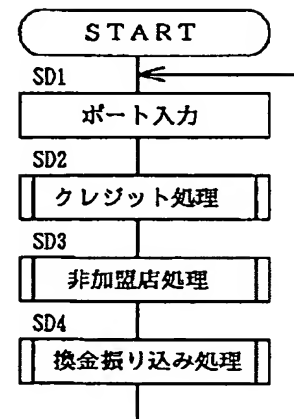 START
SD1
ポート入力
SD2
クレジット処理
SD3
非加盟店処理
SD4
換金振り込み処理